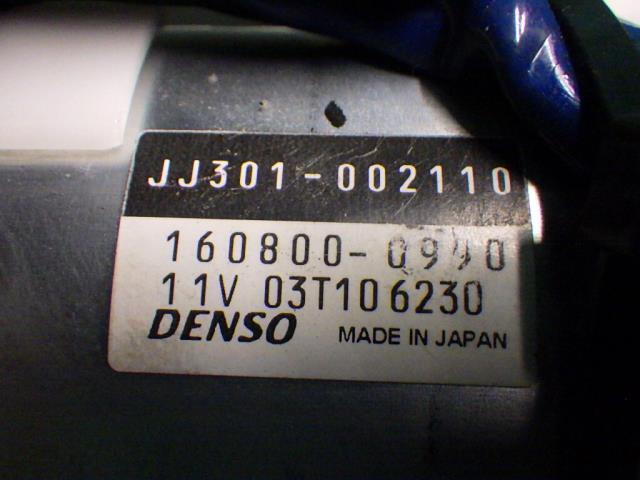 JJ301-002110
160800-0990
11V 03T106230
DENSO MADE IN JAPAN